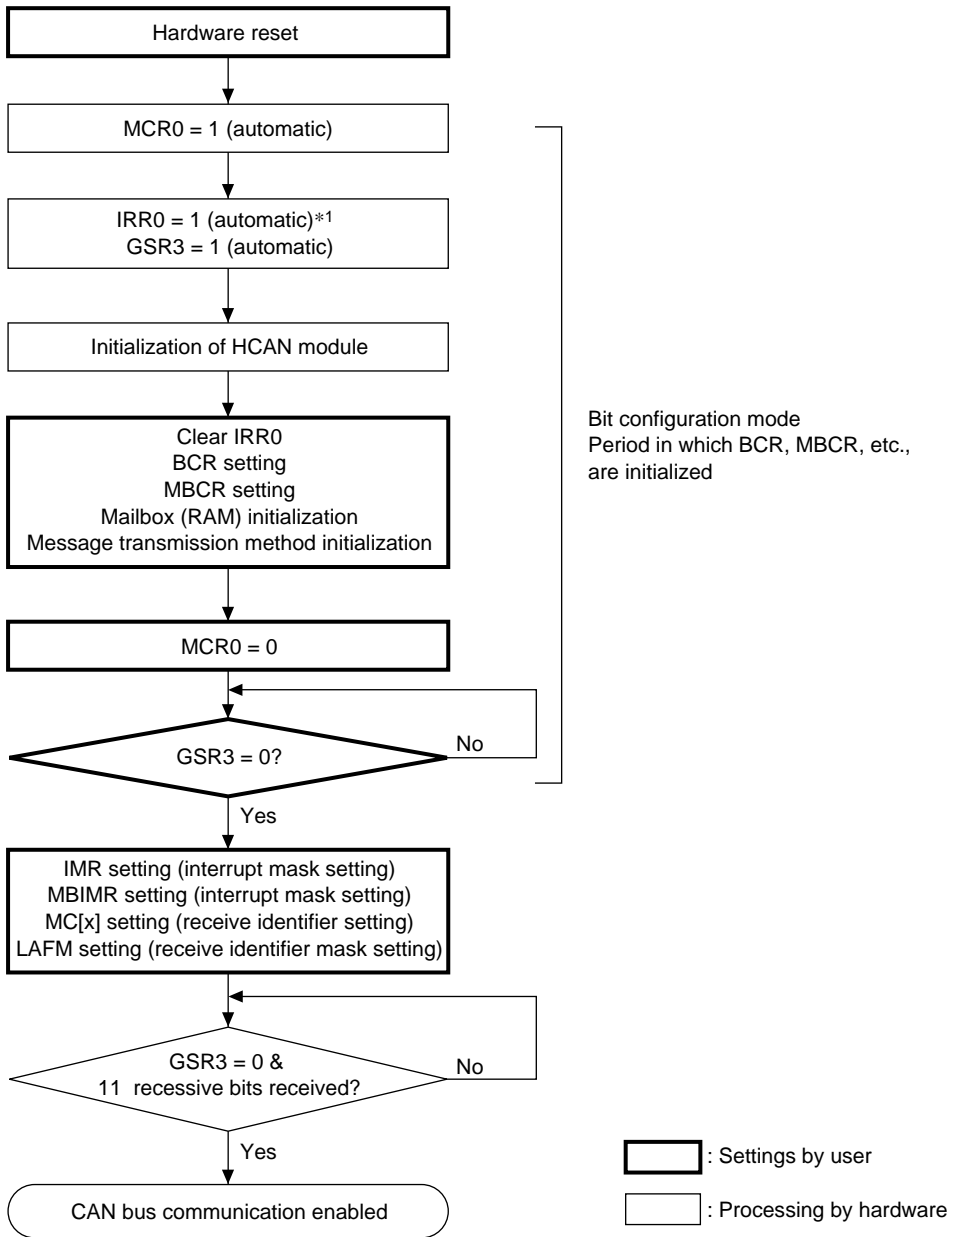 Hardware reset
MCR0 = 1 (automatic)
IRR0 = 1 (automatic)*1
GSR3 = 1 (automatic)
Initialization of HCAN module
Clear IRR0
BCR setting
MBCR setting
Mailbox (RAM) initialization
Message transmission method initialization
Bit configuration mode
Period in which BCR, MBCR, etc.,
are initialized
MCR0 = 0
GSR3 = 0?
No
Yes
IMR setting (interrupt mask setting)
MBIMR setting (interrupt mask setting)
MC[x] setting (receive identifier setting)
LAFM setting (receive identifier mask setting)
GSR3 = 0 &
11 recessive bits received?
No
Yes
CAN bus communication enabled
: Settings by user
: Processing by hardware